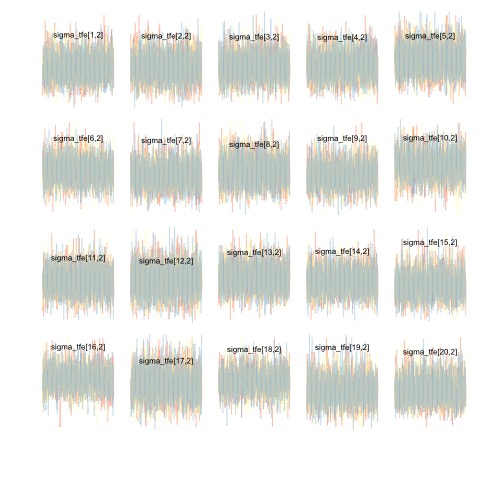 sigma_tfe[1,2]
sigma_tfe[2,2]
sigma_tfe[3,2]
sigma_tfe[4,2]
sigma_tfe[5,2]
sigma_tfe[6,2]
sigma_tfe[7,2]
sigma_tfe[8,2]
sigma_tfe[9,2]
sigma_tfe[10,2]
sigma_tfe[11,2]
sigma_tfe[12,2]
sigma_tfe[13,2]
sigma_tfe[14,2]
sigma_tfe[15,2]
sigma_tfe[16,2]
sigma_tfe[17,2]
sigma_tfe[18,2]
sigma_tfe[19,2]
sigma_tfe[20,2]